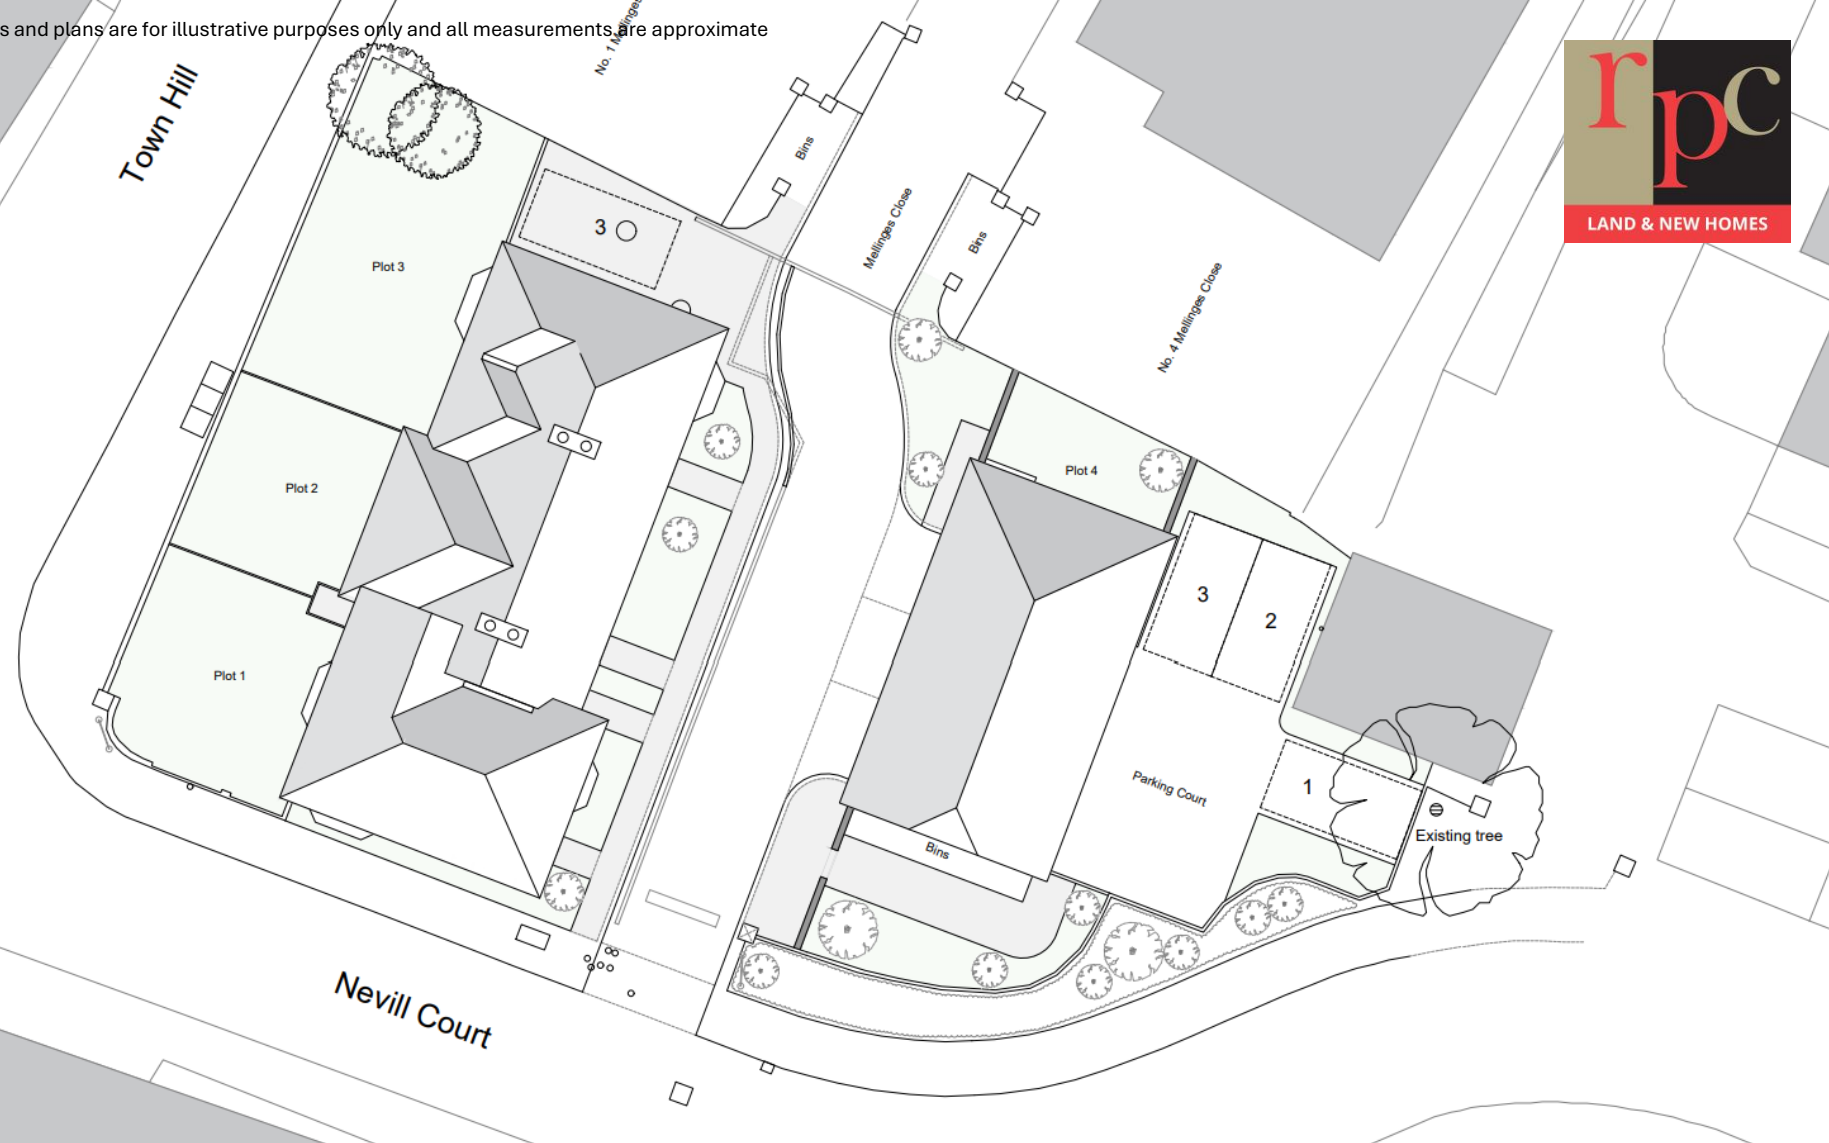 s and plans are for illustrative purposes only and all measurements are approximate
Town Hill
No. 1
rpc
LAND & NEW HOMES
Bins
Mellinges Close
Bins
No. 4 Mellinges Close
3
Plot 3
Plot 4
Plot 2
3
2
Plot 1
1
Parking Court
Existing tree
Bins
Nevill Court